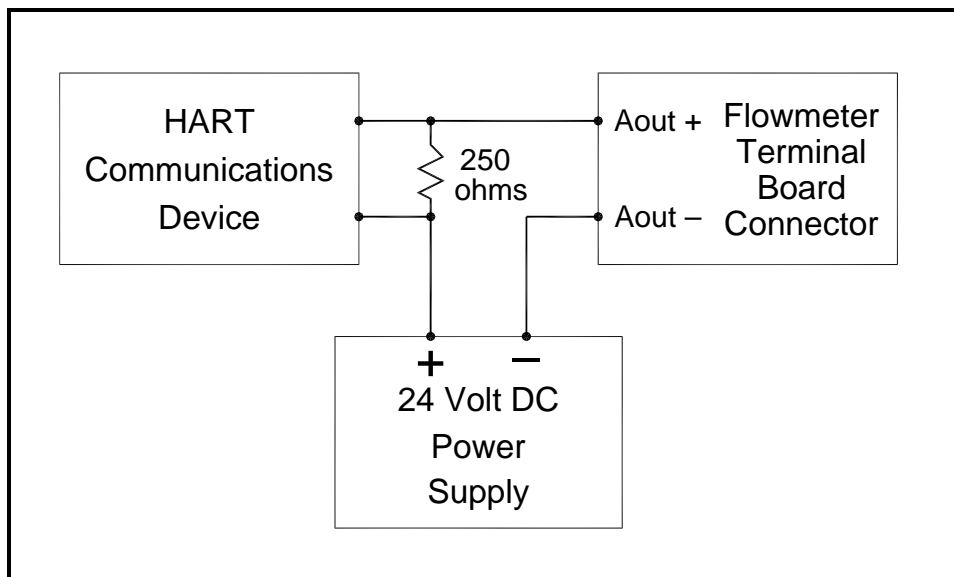 HART
Communications
Device
250
ohms
Aout +
Aout –
Flowmeter
Terminal
Board
Connector
+ –
24 Volt DC
Power
Supply